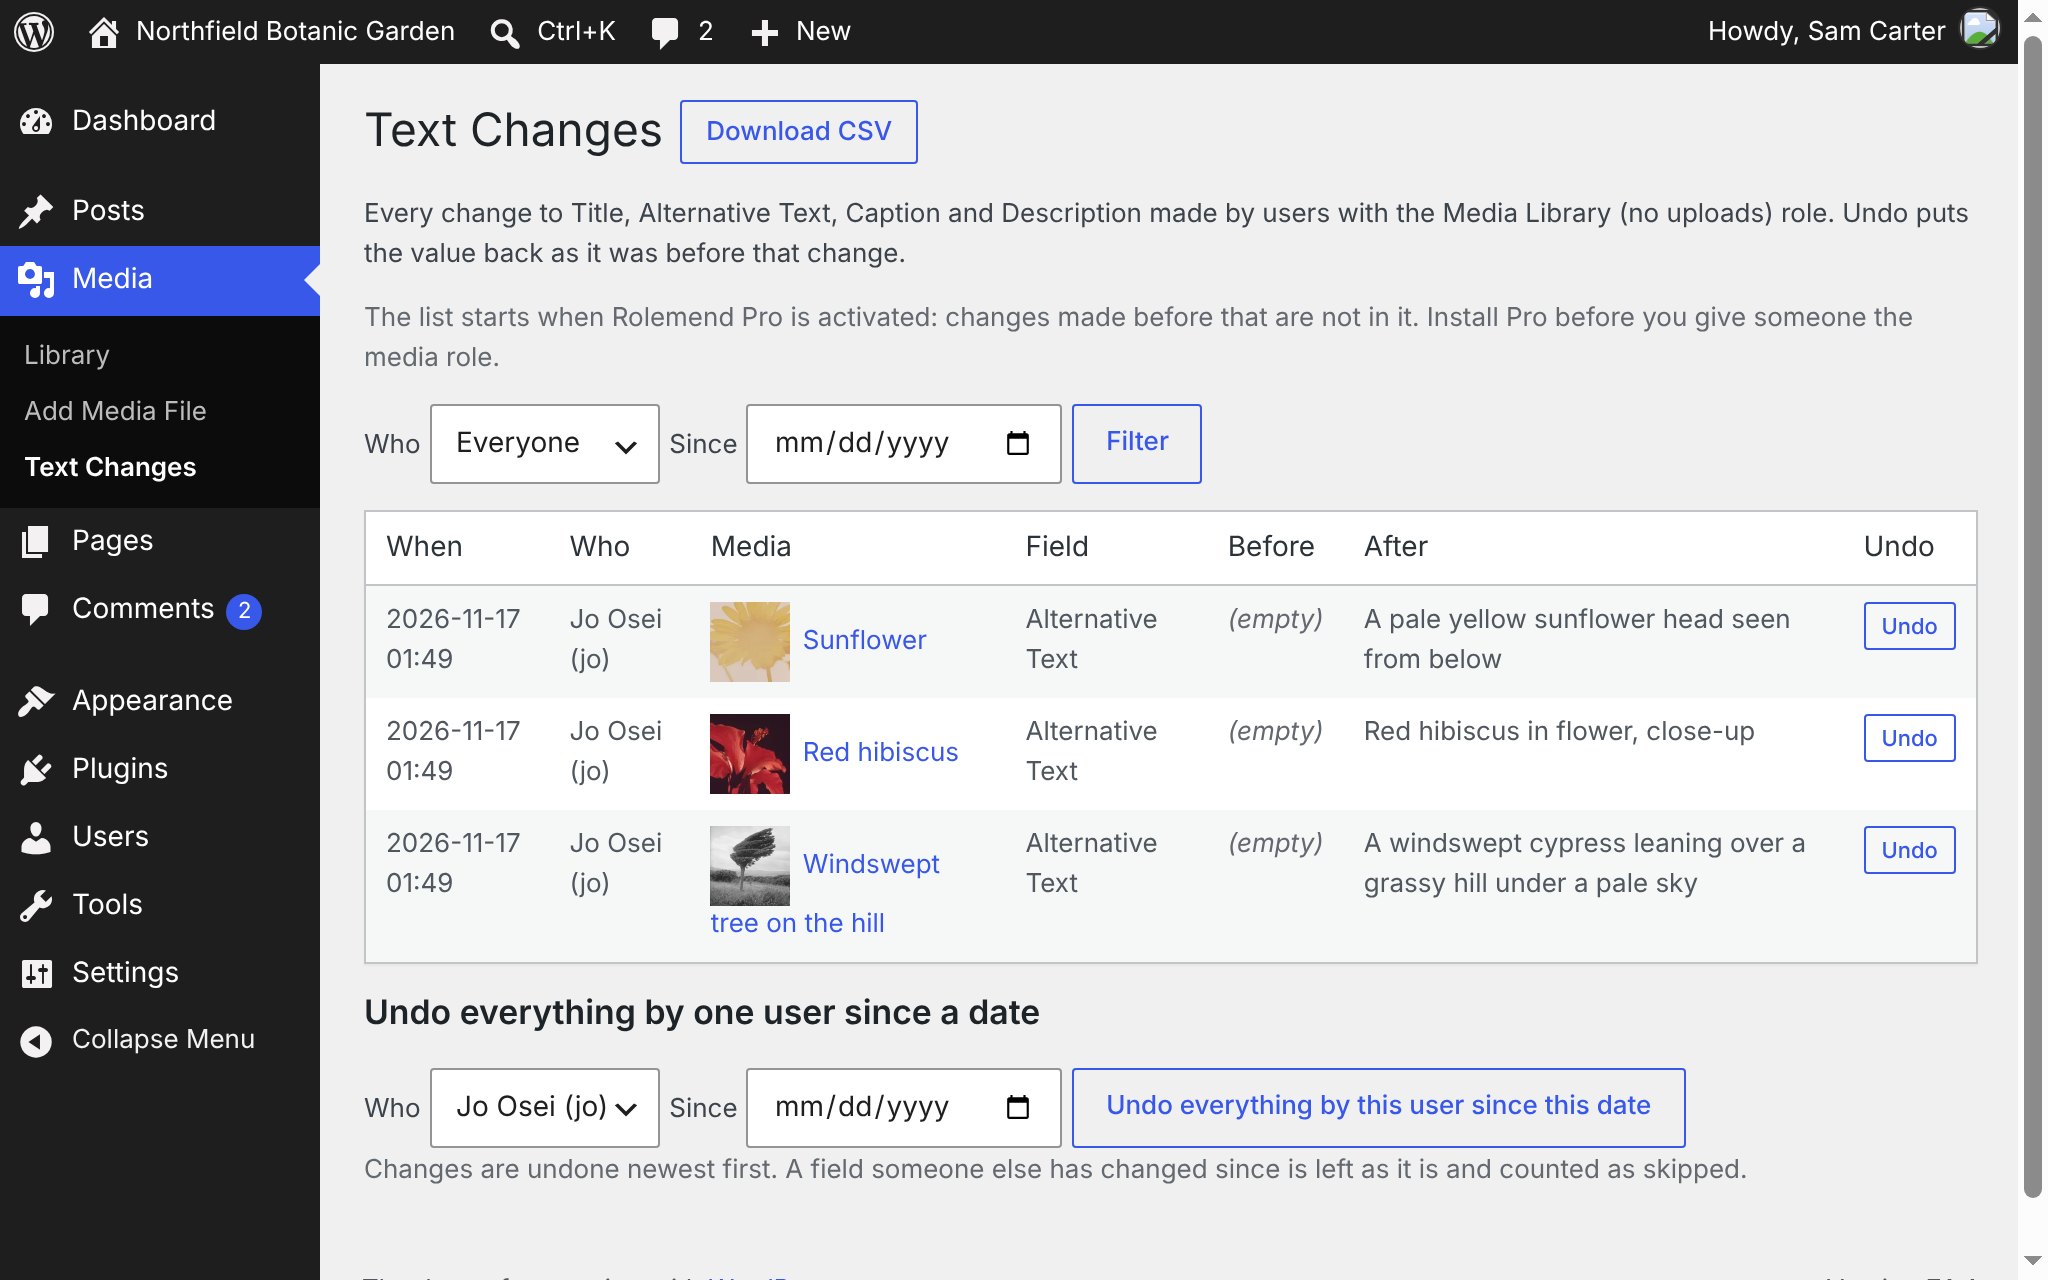 Northfield Botanic Garden
Ctrl+K
2
New
Howdy, Sam Carter
Dashboard
Posts
Media
Library
Add Media File
Text Changes
Pages
Comments 2
Appearance
Plugins
Users
Tools
Settings
Collapse Menu
Text Changes
Download CSV
Every change to Title, Alternative Text, Caption and Description made by users with the Media Library (no uploads) role. Undo puts
the value back as it was before that change.
The list starts when Rolemend Pro is activated: changes made before that are not in it. Install Pro before you give someone the
media role.
Who Everyone Since mm/dd/yyyy Filter
When Who Media Field Before After Undo
2026-11-17 Jo Osei Sunflower Alternative (empty) A pale yellow sunflower head seen Undo
01:49 (jo) Text from below
2026-11-17 Jo Osei Red hibiscus Alternative (empty) Red hibiscus in flower, close-up Undo
01:49 (jo) Text
2026-11-17 Jo Osei Windswept Alternative (empty) A windswept cypress leaning over a Undo
01:49 (jo) Text grassy hill under a pale sky
tree on the hill
Undo everything by one user since a date
Who Jo Osei (jo) Since mm/dd/yyyy Undo everything by this user since this date
Changes are undone newest first. A field someone else has changed since is left as it is and counted as skipped.